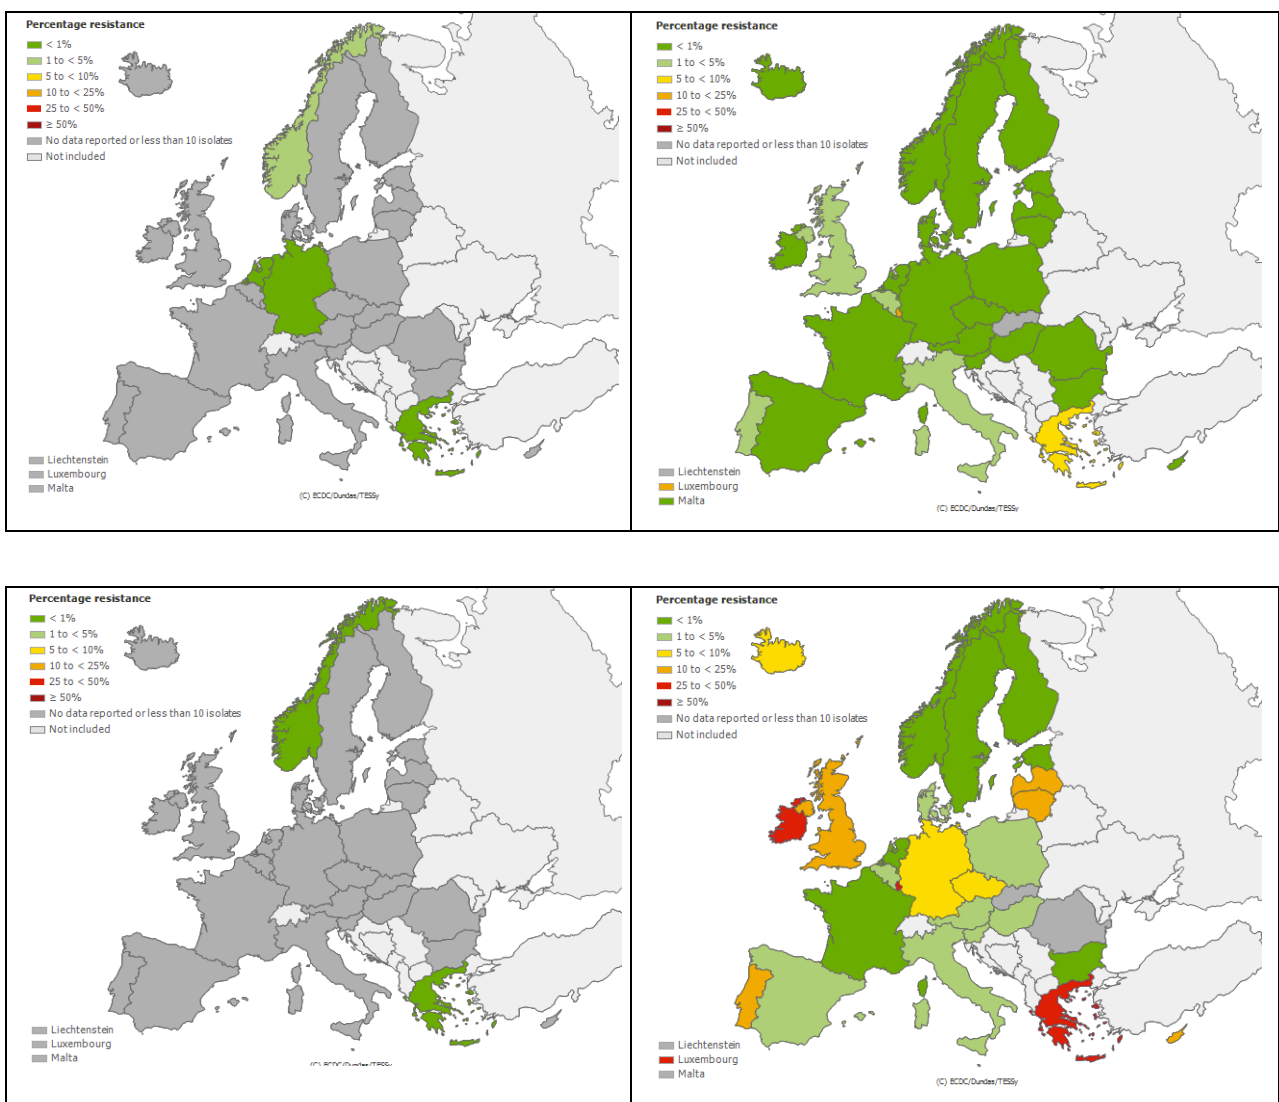 Percentage resistance
< 1%
1 to < 5%
5 to < 10%
10 to < 25%
25 to < 50%
≥ 50%
No data reported or less than 10 isolates
Not included
Liechtenstein
Luxembourg
Malta
(C) ECDC/Dundas/TESSy
Percentage resistance
< 1%
1 to < 5%
5 to < 10%
10 to < 25%
25 to < 50%
≥ 50%
No data reported or less than 10 isolates
Not included
Liechtenstein
Luxembourg
Malta
(C) ECDC/Dundas/TESSy
Percentage resistance
< 1%
1 to < 5%
5 to < 10%
10 to < 25%
25 to < 50%
≥ 50%
No data reported or less than 10 isolates
Not included
Liechtenstein
Luxembourg
Malta
(C) ECDC/Dundas/TESSy
Percentage resistance
< 1%
1 to < 5%
5 to < 10%
10 to < 25%
25 to < 50%
≥ 50%
No data reported or less than 10 isolates
Not included
Liechtenstein
Luxembourg
Malta
(C) ECDC/Dundas/TESSy